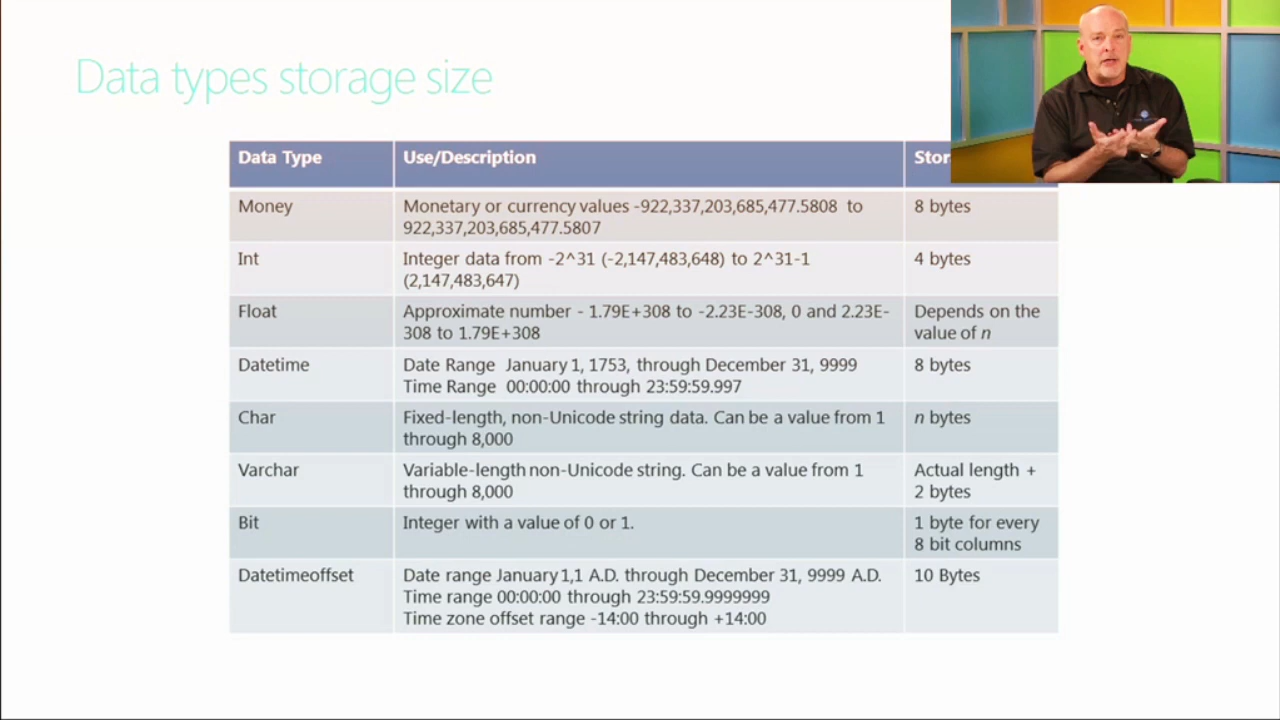 Data types storage size
Data Type
Use/Description
Money
Monetary or currency values -922,337,203,685,477.5808 to
922,337,203,685,477.5807
8 bytes
Int
Integer data from -2^31 (-2,147,483,648) to 2^31-1
(2,147,483,647)
4 bytes
Float
Approximate number - 1.79E+308 to -2.23E-308, 0 and 2.23E-
308 to 1.79E+308
Depends on the
value of n
Datetime
Date Range January 1, 1753, through December 31, 9999
Time Range 00:00:00 through 23:59:59.997
8 bytes
Char
Fixed-length, non-Unicode string data. Can be a value from 1
through 8,000
n bytes
Varchar
Variable-length non-Unicode string. Can be a value from 1
through 8,000
Actual length +
2 bytes
Bit
Integer with a value of 0 or 1.
1 byte for every
8 bit columns
Datetimeoffset
Date range January 1,1 A.D. through December 31, 9999 A.D.
Time range 00:00:00 through 23:59:59.9999999
Time zone offset range -14:00 through +14:00
10 Bytes